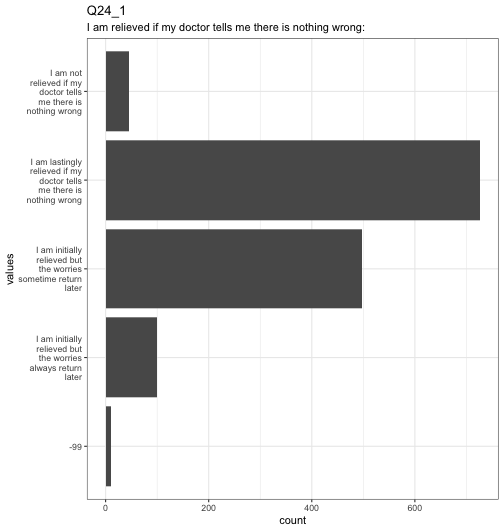 Q24_1
I am relieved if my doctor tells me there is nothing wrong:
I am not
relieved if my
doctor tells
me there is
nothing wrong
I am lastingly
relieved if my
doctor tells
me there is
nothing wrong
I am initially
relieved but
the worries
sometime return
later
I am initially
relieved but
the worries
always return
later
-99
values
0
200
400
600
count